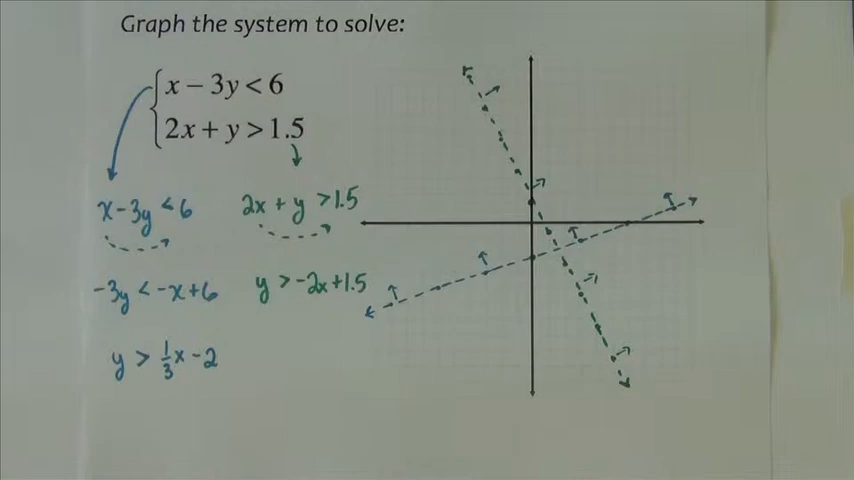 Graph the system to solve:
x − 3y < 6
2x + y > 1.5
x-3y < 6
2x + y > 1.5
-3y < -x+6
y > -2x+1.5
y > 1/3 x - 2